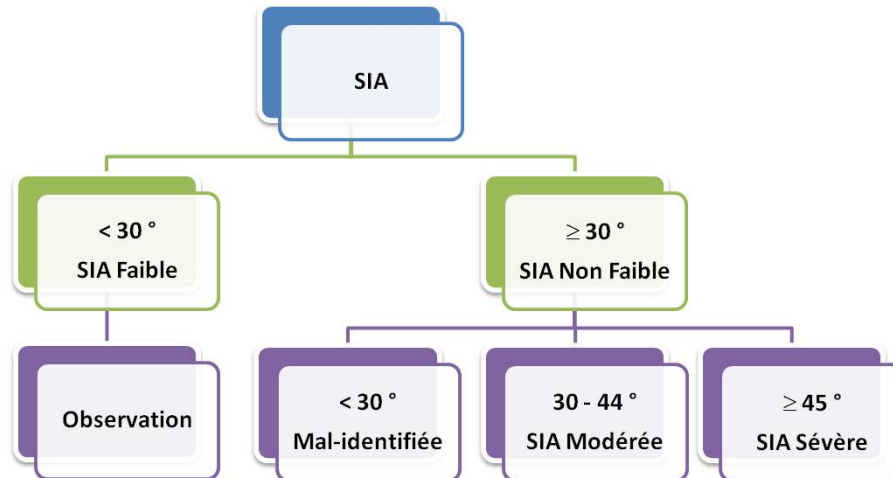 SIA
< 30 °
SIA Faible
≥ 30 °
SIA Non Faible
Observation
< 30 °
Mal-identifiée
30 - 44 °
SIA Modérée
≥ 45 °
SIA Sévère